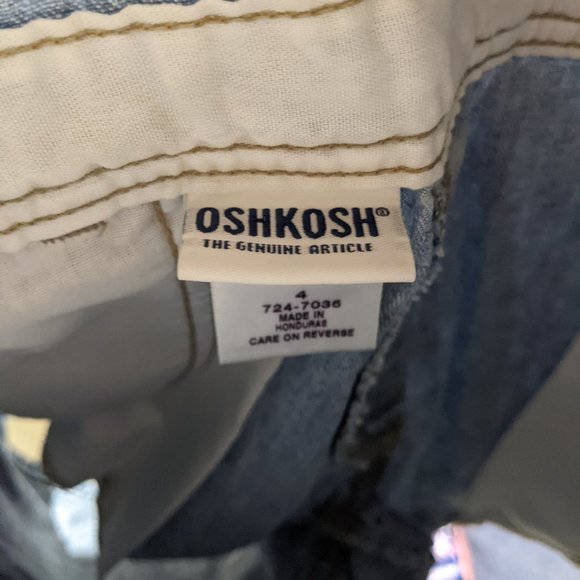 OSHKOSH®
THE GENUINE ARTICLE
4
724-7036
MADE IN
HONDURAS
CARE ON REVERSE